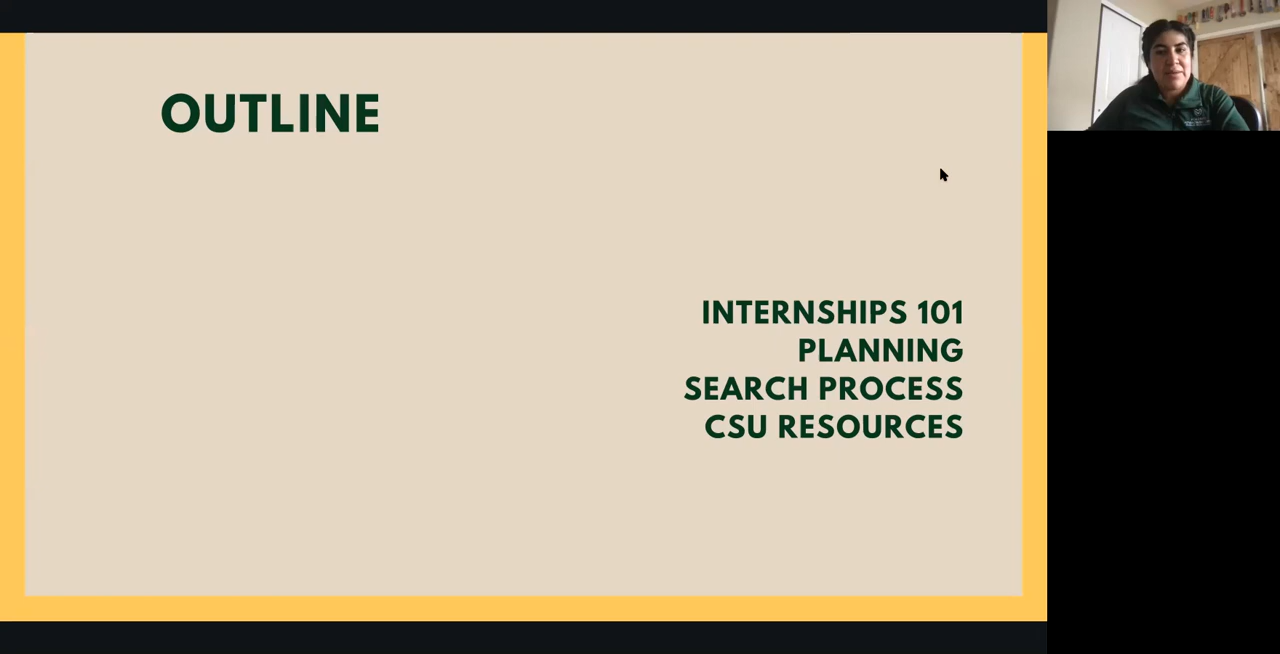 OUTLINE
INTERNSHIPS 101
PLANNING
SEARCH PROCESS
CSU RESOURCES